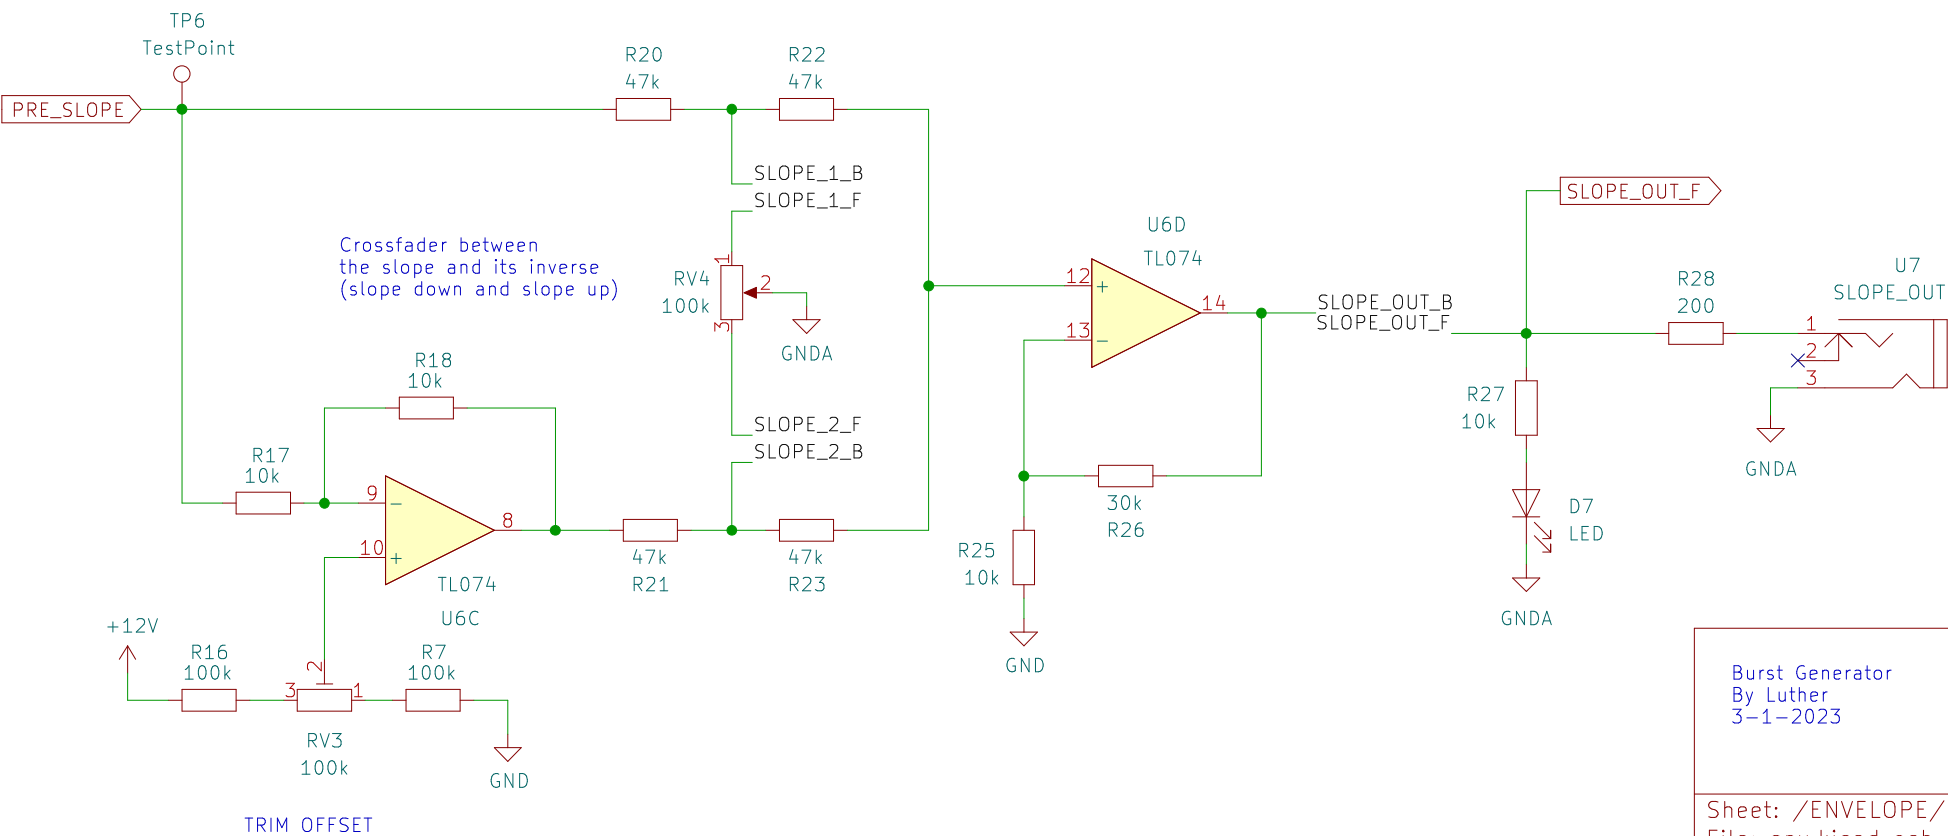 TP6
TestPoint
PRE_SLOPE
R20
47k
R22
47k
SLOPE_1_B
SLOPE_1_F
Crossfader between
the slope and its inverse
(slope down and slope up)
1
RV4
100k
2
3
GNDA
SLOPE_2_F
SLOPE_2_B
R18
10k
R17
10k
9
-
8
10
+
TL074
U6C
47k
R21
47k
R23
U6D
TL074
12
+
14
13
-
30k
R26
R25
10k
GND
SLOPE_OUT_B
SLOPE_OUT_F
SLOPE_OUT_F
R28
200
U7
SLOPE_OUT
1
2
3
GNDA
R27
10k
D7
LED
GNDA
+12V
R16
100k
2
3
1
R7
100k
RV3
100k
GND
TRIM OFFSET
Burst Generator
By Luther
3-1-2023
Sheet: /ENVELOPE/